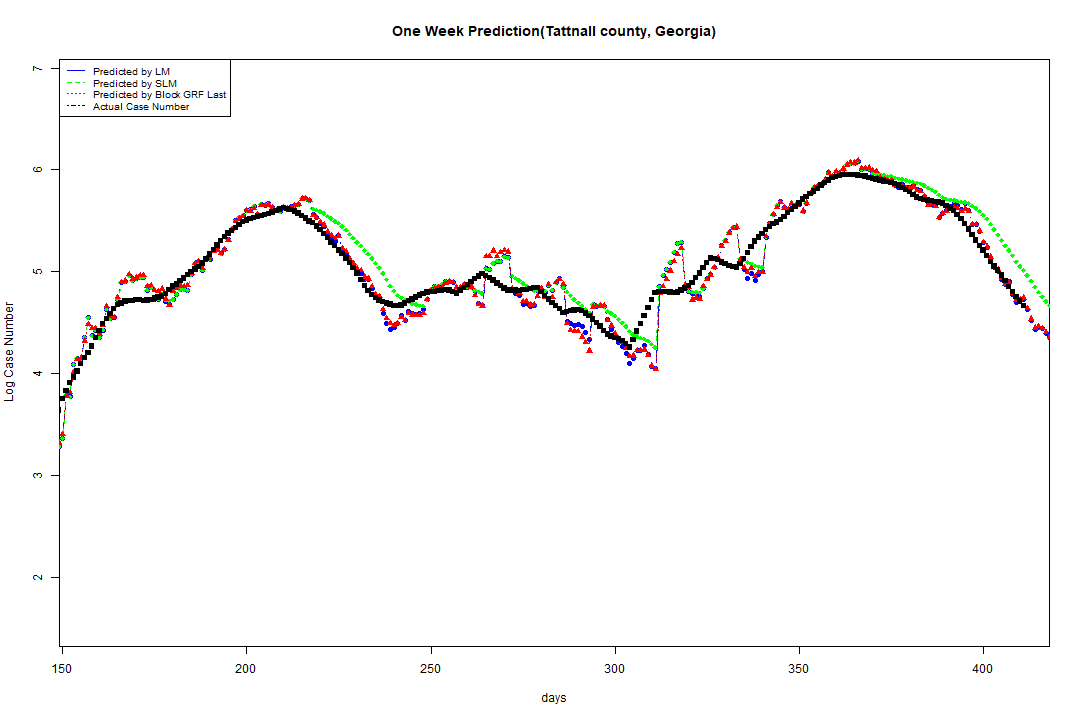 One Week Prediction(Tattnall county, Georgia)
Predicted by LM
Predicted by SLM
Predicted by Block GRF Last
Actual Case Number
7
6
5
4
3
2
Log Case Number
150 200 250 300 350 400
days